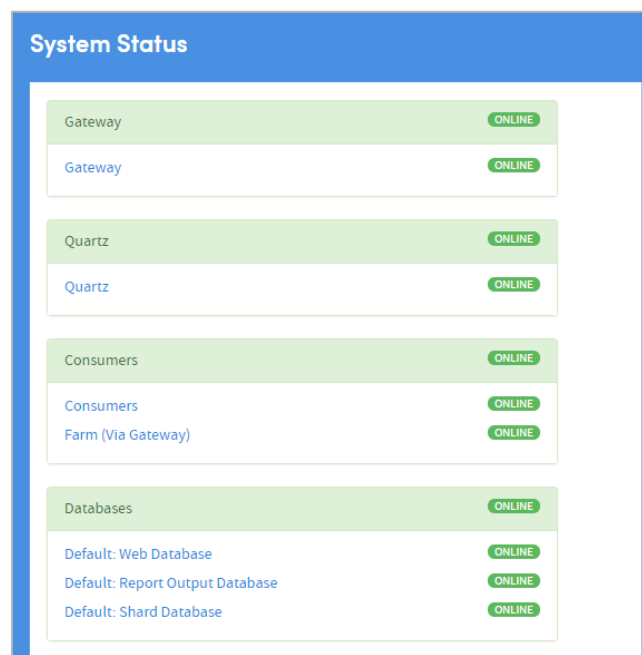 System Status
Gateway ONLINE
Gateway ONLINE
Quartz ONLINE
Quartz ONLINE
Consumers ONLINE
Consumers ONLINE
Farm (Via Gateway) ONLINE
Databases ONLINE
Default: Web Database ONLINE
Default: Report Output Database ONLINE
Default: Shard Database ONLINE